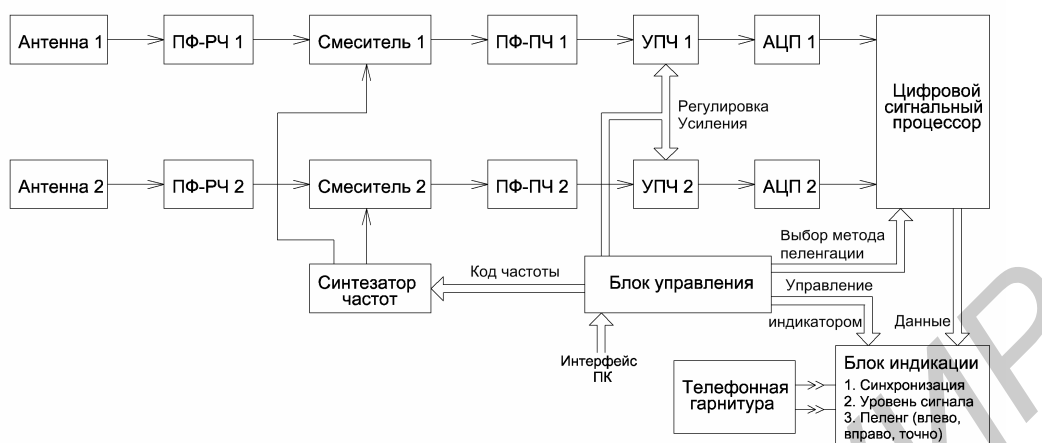 Антенна 1
ПФ-РЧ 1
Смеситель 1
ПФ-ПЧ 1
УПЧ 1
АЦП 1
Цифровой
сигнальный
процессор
Регулировка
Усиления
Антенна 2
ПФ-РЧ 2
Смеситель 2
ПФ-ПЧ 2
УПЧ 2
АЦП 2
Выбор метода
пеленгации
Синтезатор
частот
Код частоты
Блок управления
Управление
индикатором
Данные
Интерфейс
ПК
Телефонная
гарнитура
Блок индикации
1. Синхронизация
2. Уровень сигнала
3. Пеленг (влево,
вправо, точно)
ИР